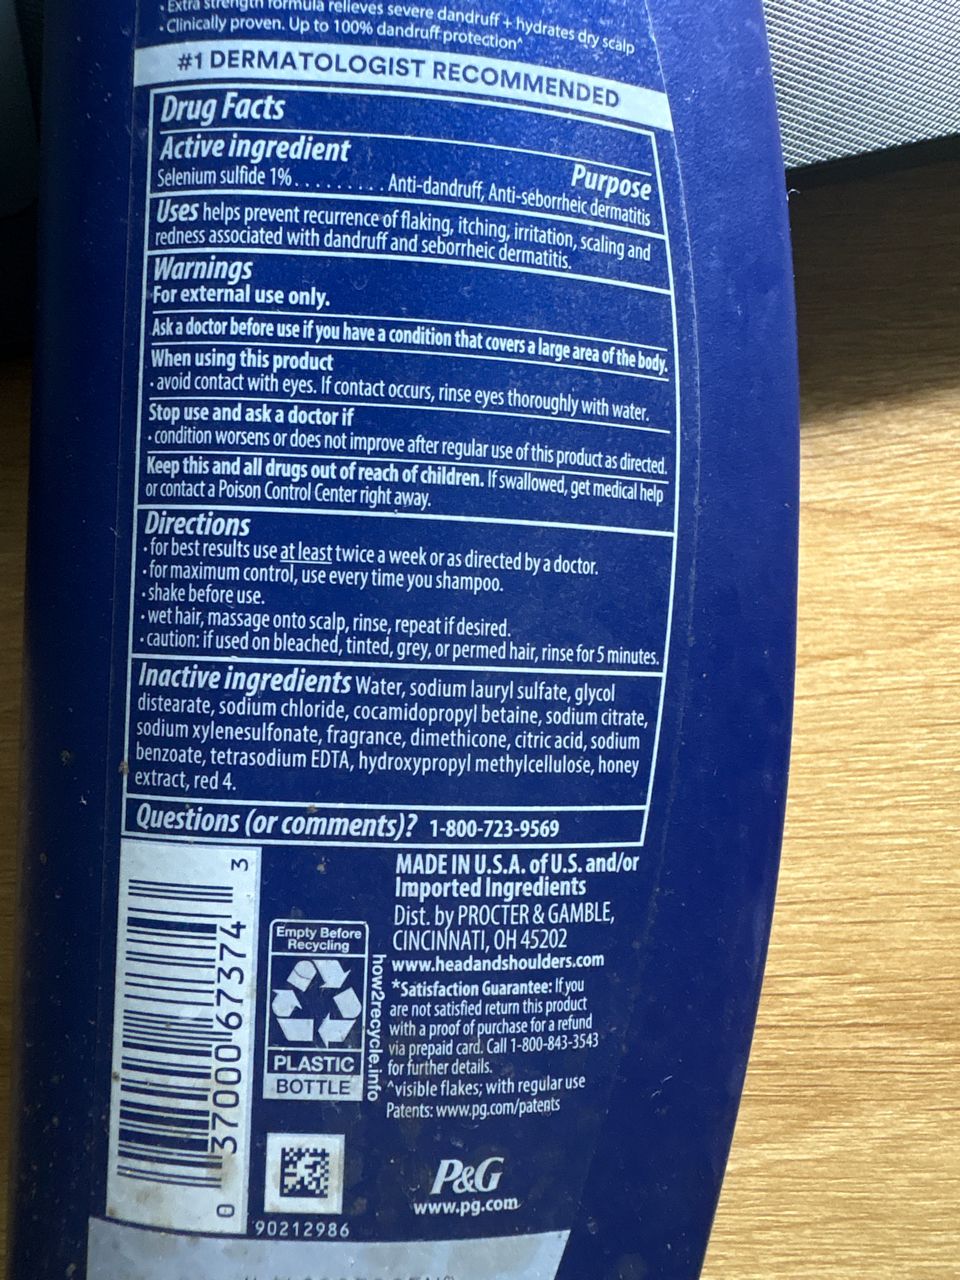 • Extra strength formula relieves severe dandruff + hydrates dry scalp
• Clinically proven. Up to 100% dandruff protection^
#1 DERMATOLOGIST RECOMMENDED
Drug Facts
Active ingredient Purpose
Selenium sulfide 1%......... Anti-dandruff, Anti-seborrheic dermatitis
Uses helps prevent recurrence of flaking, itching, irritation, scaling and
redness associated with dandruff and seborrheic dermatitis.
Warnings
For external use only.
Ask a doctor before use if you have a condition that covers a large area of the body.
When using this product
• avoid contact with eyes. If contact occurs, rinse eyes thoroughly with water.
Stop use and ask a doctor if
• condition worsens or does not improve after regular use of this product as directed.
Keep this and all drugs out of reach of children. If swallowed, get medical help
or contact a Poison Control Center right away.
Directions
• for best results use at least twice a week or as directed by a doctor.
• for maximum control, use every time you shampoo.
• shake before use.
• wet hair, massage onto scalp, rinse, repeat if desired.
• caution: if used on bleached, tinted, grey, or permed hair, rinse for 5 minutes.
Inactive ingredients Water, sodium lauryl sulfate, glycol
distearate, sodium chloride, cocamidopropyl betaine, sodium citrate,
sodium xylenesulfonate, fragrance, dimethicone, citric acid, sodium
benzoate, tetrasodium EDTA, hydroxypropyl methylcellulose, honey
extract, red 4.
Questions (or comments)? 1-800-723-9569
MADE IN U.S.A. of U.S. and/or
Imported Ingredients
Dist. by PROCTER & GAMBLE,
CINCINNATI, OH 45202
www.headandshoulders.com
*Satisfaction Guarantee: If you
are not satisfied return this product
with a proof of purchase for a refund
via prepaid card. Call 1-800-843-3543
for further details.
^visible flakes; with regular use
Patents: www.pg.com/patents
Empty Before
Recycling
PLASTIC
BOTTLE
how2recycle.info
0 37000 67374 3
90212986
P&G
www.pg.com